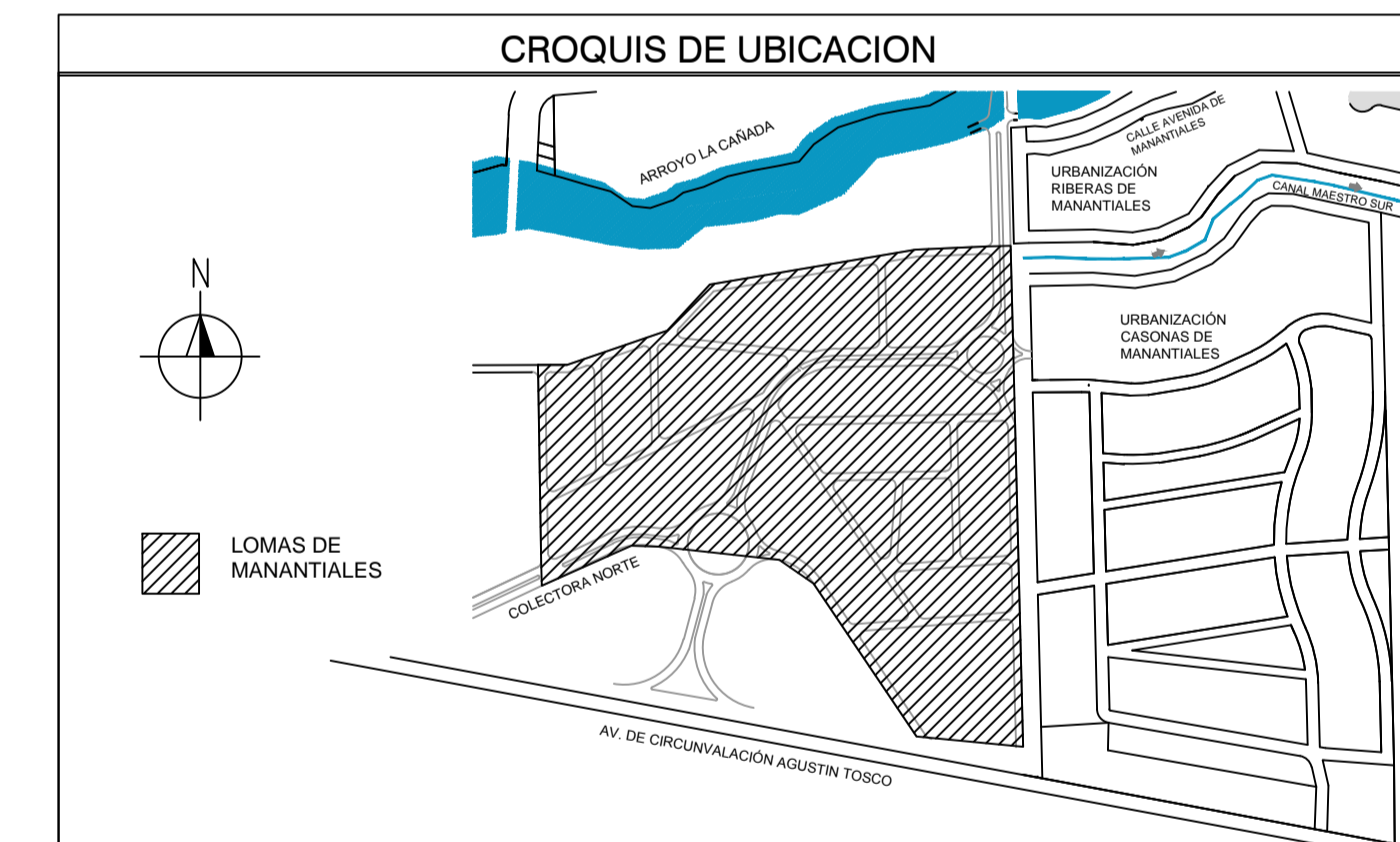 CROQUIS DE UBICACION
ARROYO LA CAÑADA
CALLE AVENIDA DE
MANANTIALES
URBANIZACIÓN
RIBERAS DE
MANANTIALES
CANAL MAESTRO SUR
N
URBANIZACIÓN
CASONAS DE
MANANTIALES
LOMAS DE
MANANTIALES
COLECTORA NORTE
AV. DE CIRCUNVALACIÓN AGUSTIN TOSCO